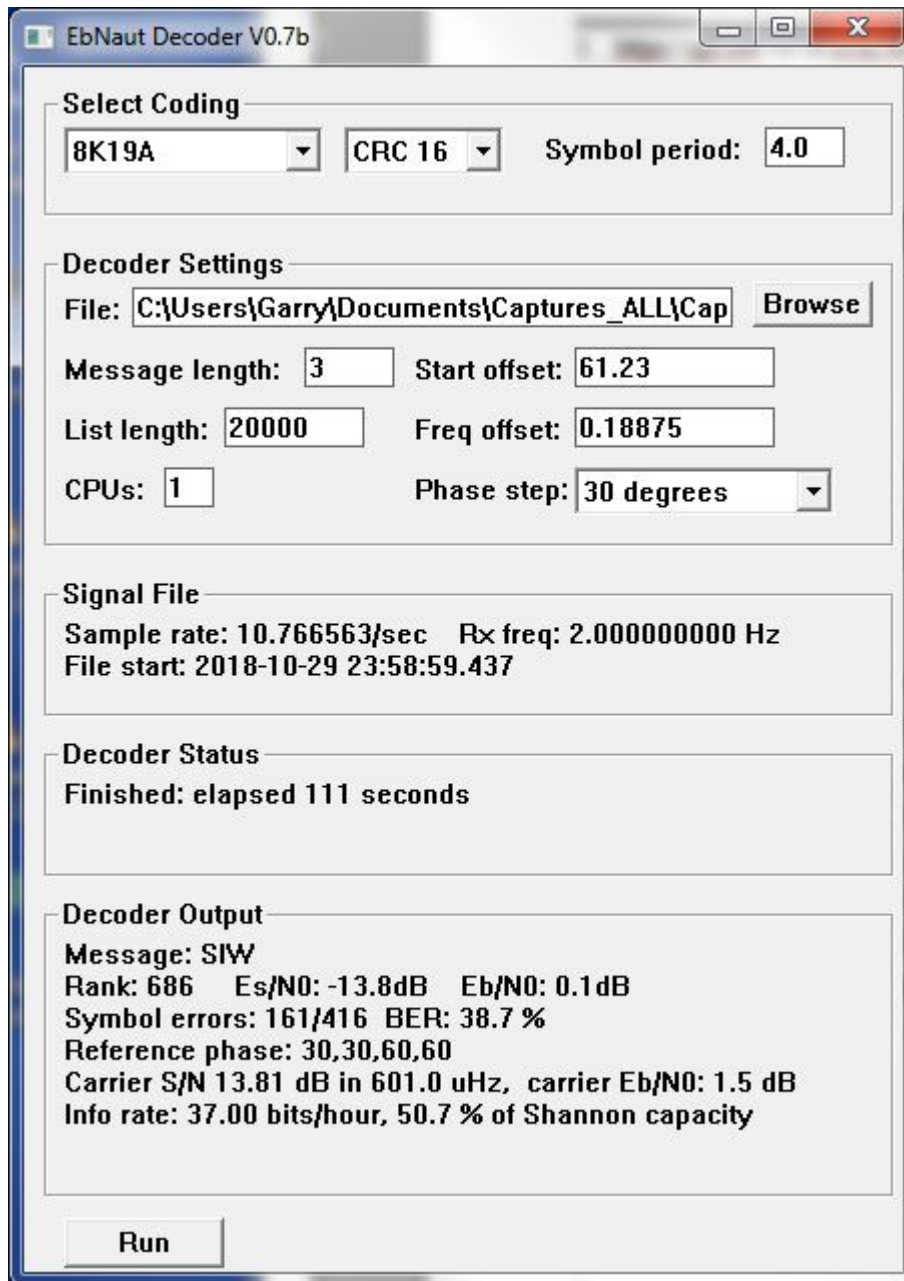 EbNaut Decoder V0.7b
Select Coding
8K19A CRC 16 Symbol period: 4.0
Decoder Settings
File: C:\Users\Garry\Documents\Captures_ALL\Cap Browse
Message length: 3 Start offset: 61.23
List length: 20000 Freq offset: 0.18875
CPUs: 1 Phase step: 30 degrees
Signal File
Sample rate: 10.766563/sec Rx freq: 2.000000000 Hz
File start: 2018-10-29 23:58:59.437
Decoder Status
Finished: elapsed 111 seconds
Decoder Output
Message: SIW
Rank: 686 Es/N0: -13.8dB Eb/N0: 0.1dB
Symbol errors: 161/416 BER: 38.7 %
Reference phase: 30,30,60,60
Carrier S/N 13.81 dB in 601.0 uHz, carrier Eb/N0: 1.5 dB
Info rate: 37.00 bits/hour, 50.7 % of Shannon capacity
Run